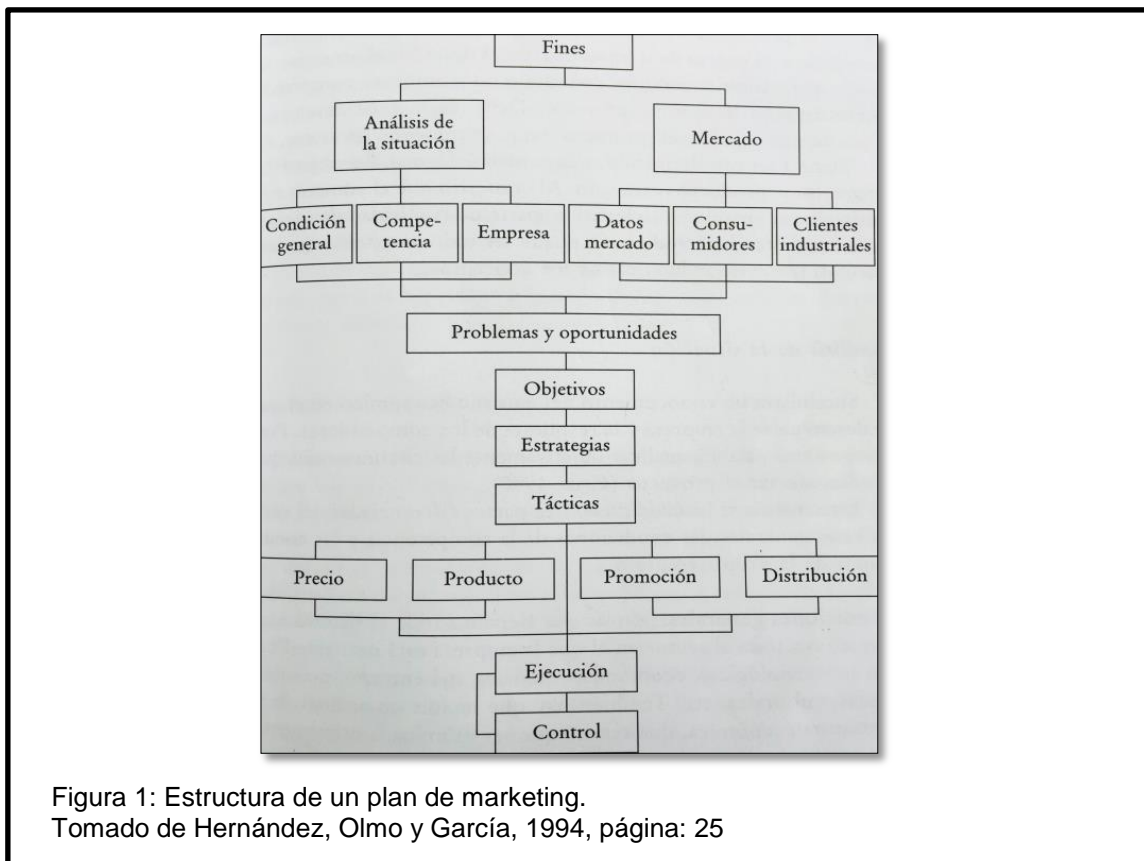 Fines
Análisis de
la situación
Mercado
Condición
general
Compe-
tencia
Empresa
Datos
mercado
Consu-
midores
Clientes
industriales
Problemas y oportunidades
Objetivos
Estrategias
Tácticas
Precio
Producto
Promoción
Distribución
Ejecución
Control
Figura 1: Estructura de un plan de marketing.
Tomado de Hernández, Olmo y García, 1994, página: 25